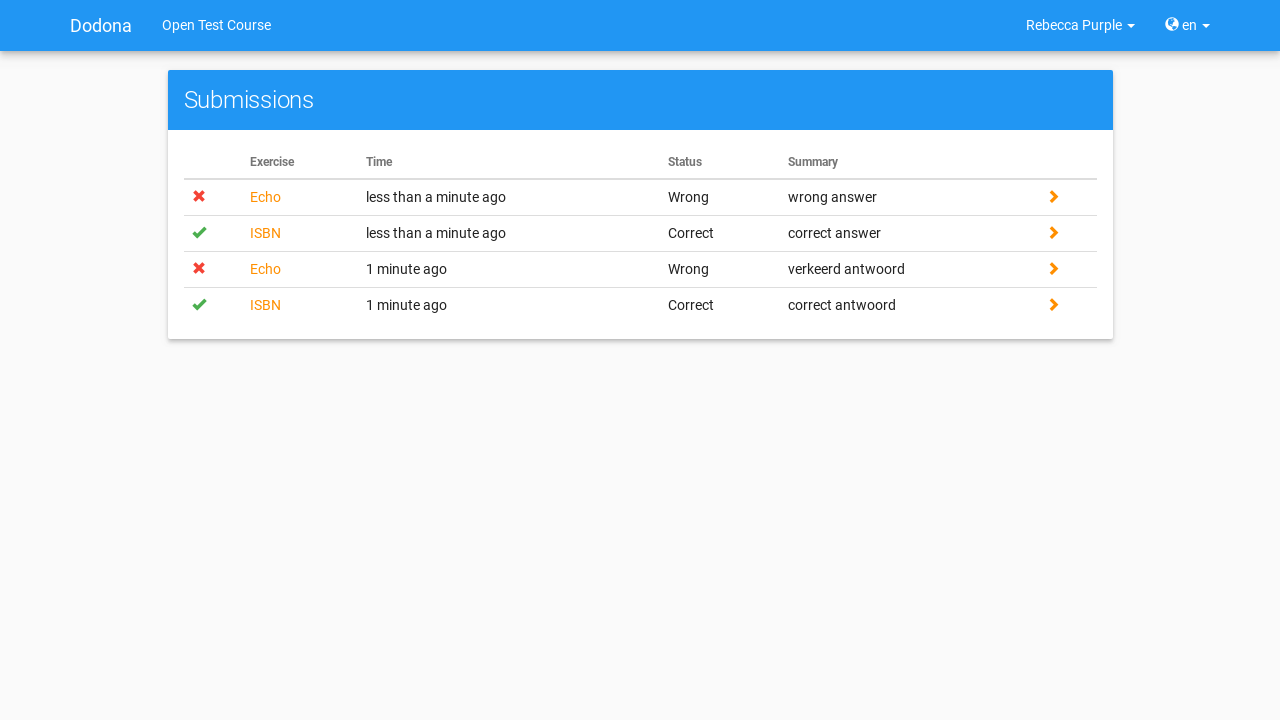 Dodona Open Test Course Rebecca Purple en
Submissions
Exercise Time Status Summary
Echo less than a minute ago Wrong wrong answer
ISBN less than a minute ago Correct correct answer
Echo 1 minute ago Wrong verkeerd antwoord
ISBN 1 minute ago Correct correct antwoord